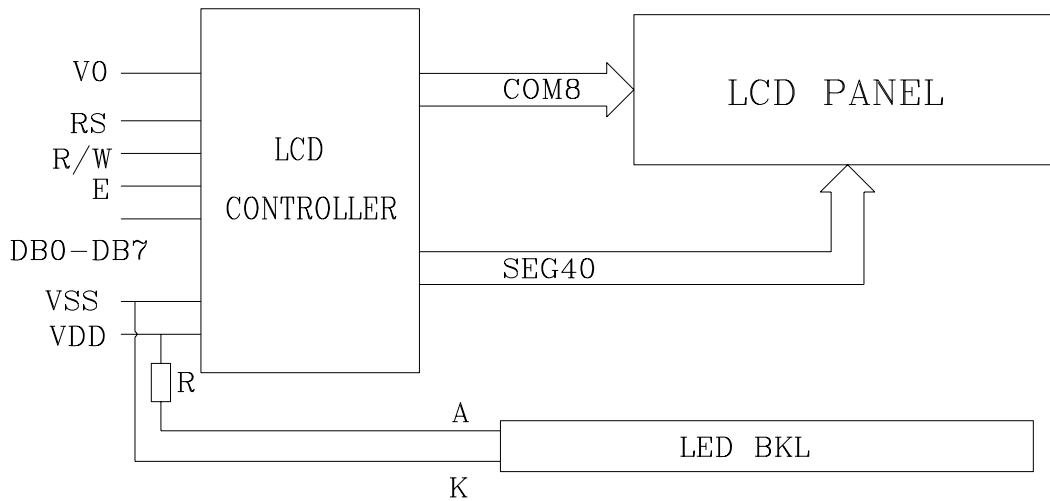 V0
RS
R/W
E
DB0-DB7
VSS
VDD
R
LCD
CONTROLLER
COM8
SEG40
LCD PANEL
A
K
LED BKL